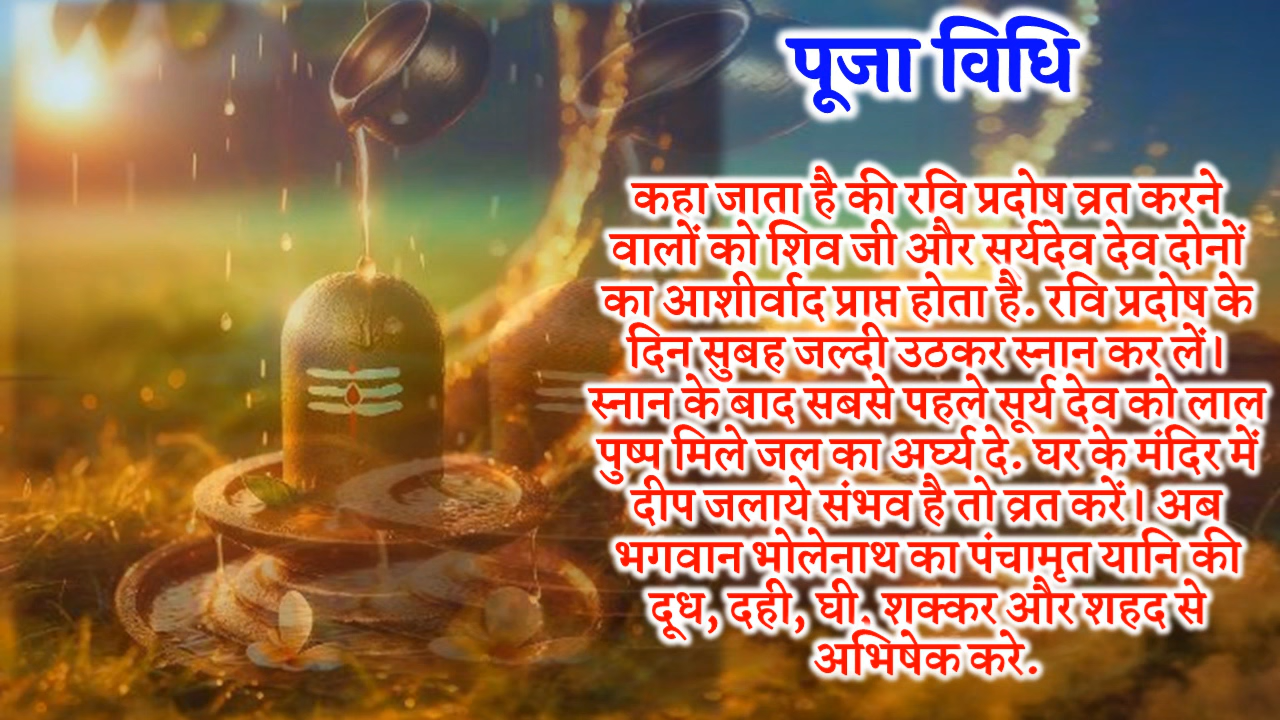 पूजा विधि
कहा जाता है की रवि प्रदोष व्रत करने
वालों को शिव जी और सर्यदेव देव दोनों
का आशीर्वाद प्राप्त होता है. रवि प्रदोष के
दिन सुबह जल्दी उठकर स्नान कर लें।
स्नान के बाद सबसे पहले सूर्य देव को लाल
पुष्प मिले जल का अर्घ्य दे. घर के मंदिर में
दीप जलाये संभव है तो व्रत करें। अब
भगवान भोलेनाथ का पंचामृत यानि की
दूध, दही, घी, शक्कर और शहद से
अभिषेक करे.